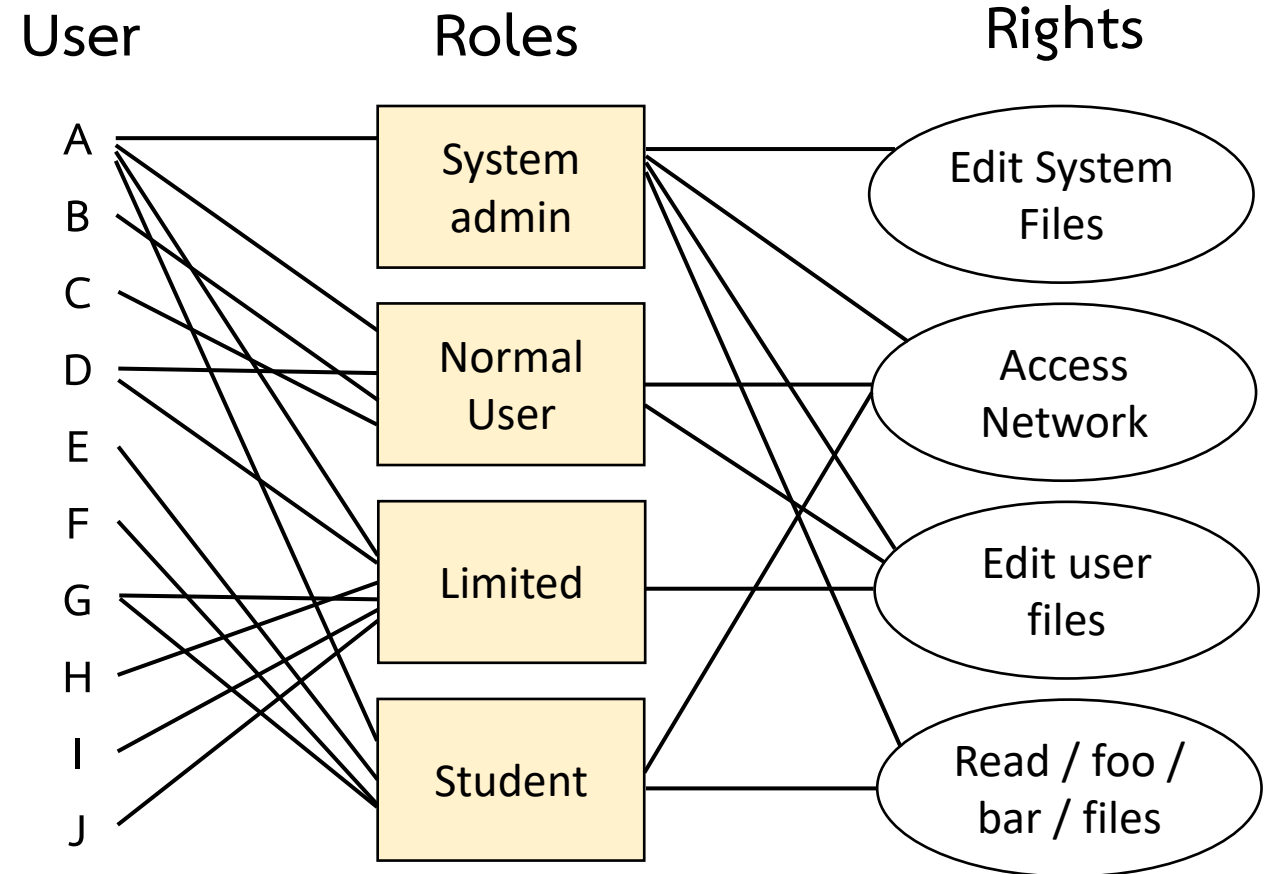 User
Roles
Rights
A
B
C
D
E
F
G
H
I
J
System
admin
Normal
User
Limited
Student
Edit System
Files
Access
Network
Edit user
files
Read / foo /
bar / files